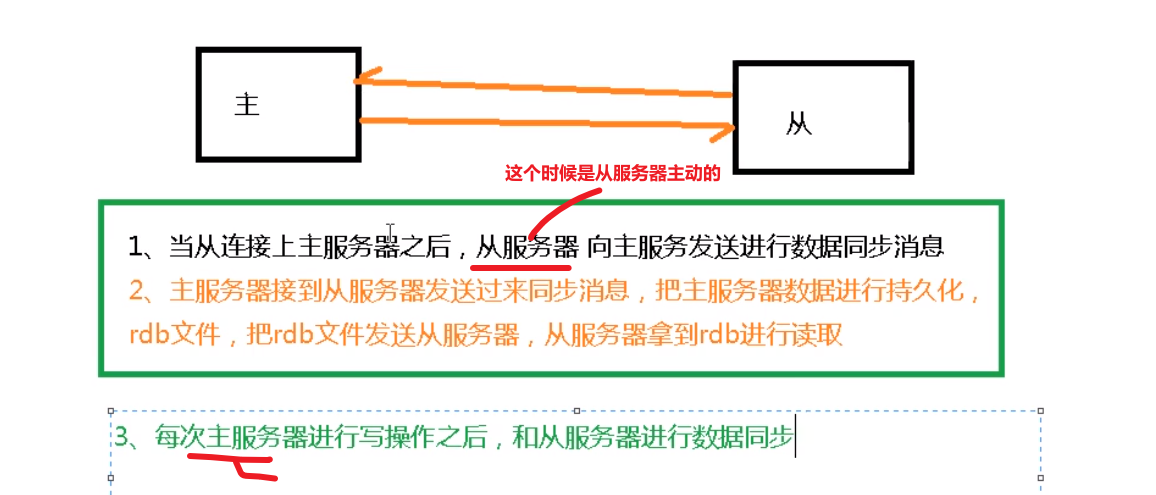 主
从
这个时候是从服务器主动的
1、当从连接上主服务器之后，从服务器 向主服务发送进行数据同步消息
2、主服务器接到从服务器发送过来同步消息，把主服务器数据进行持久化，
rdb文件，把rdb文件发送从服务器，从服务器拿到rdb进行读取
3、每次主服务器进行写操作之后，和从服务器进行数据同步